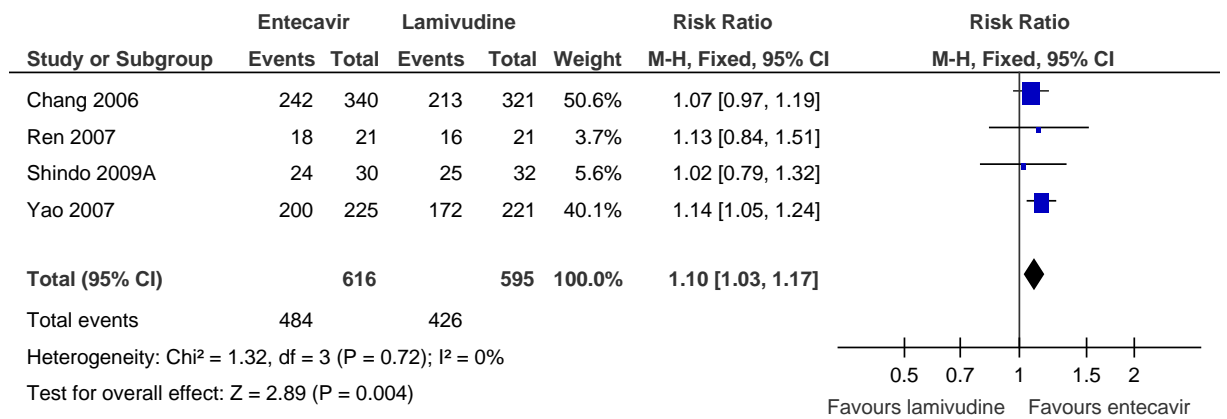 Entecavir Lamivudine Risk Ratio Risk Ratio
Study or Subgroup Events Total Events Total Weight M-H, Fixed, 95% CI M-H, Fixed, 95% CI
Chang 2006 242 340 213 321 50.6% 1.07 [0.97, 1.19]
Ren 2007 18 21 16 21 3.7% 1.13 [0.84, 1.51]
Shindo 2009A 24 30 25 32 5.6% 1.02 [0.79, 1.32]
Yao 2007 200 225 172 221 40.1% 1.14 [1.05, 1.24]
Total (95% CI) 616 595 100.0% 1.10 [1.03, 1.17]
Total events 484 426
Heterogeneity: Chi² = 1.32, df = 3 (P = 0.72); I² = 0%
Test for overall effect: Z = 2.89 (P = 0.004)
0.5 0.7 1 1.5 2
Favours lamivudine Favours entecavir